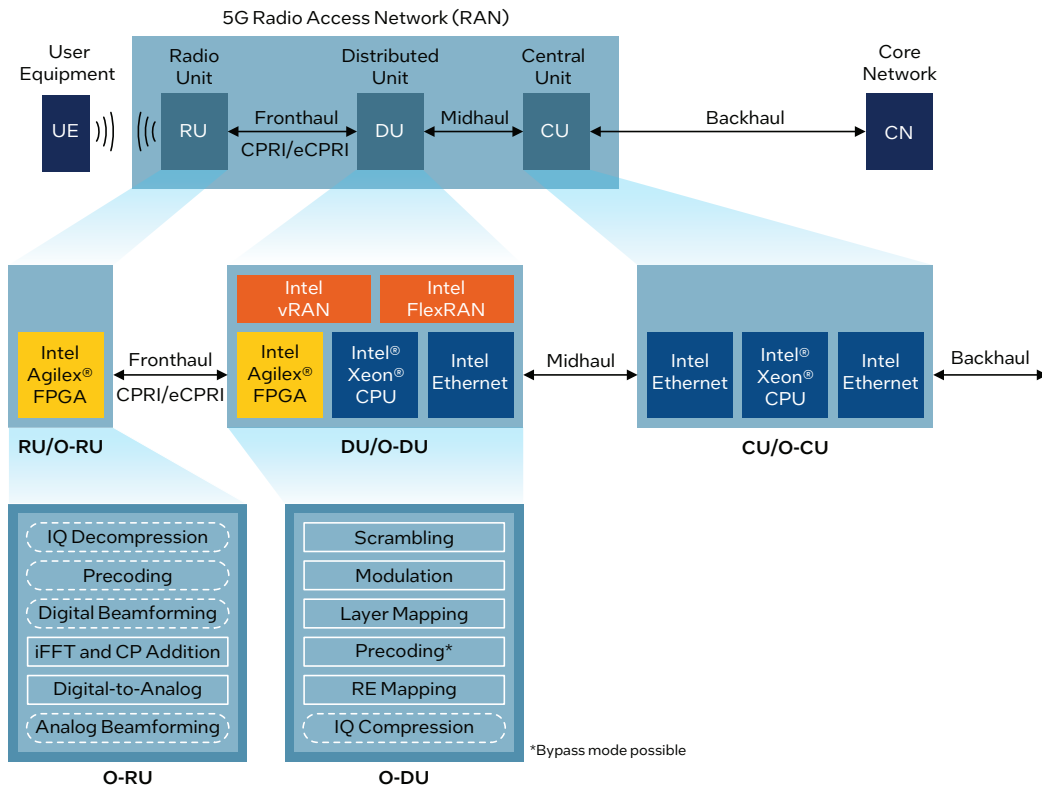 5G Radio Access Network (RAN)
User
Equipment
Radio
Unit
Distributed
Unit
Central
Unit
Core
Network
UE
RU
Fronthaul
CPRI/eCPRI
DU
Midhaul
CU
Backhaul
CN
Intel
vRAN
Intel
FlexRAN
Intel
Agilex®
FPGA
Fronthaul
CPRI/eCPRI
Intel
Agilex®
FPGA
Intel®
Xeon®
CPU
Intel
Ethernet
Midhaul
Intel
Ethernet
Intel®
Xeon®
CPU
Intel
Ethernet
Backhaul
RU/O-RU
DU/O-DU
CU/O-CU
IQ Decompression
Precoding
Digital Beamforming
iFFT and CP Addition
Digital-to-Analog
Analog Beamforming
O-RU
Scrambling
Modulation
Layer Mapping
Precoding*
RE Mapping
IQ Compression
*Bypass mode possible
O-DU